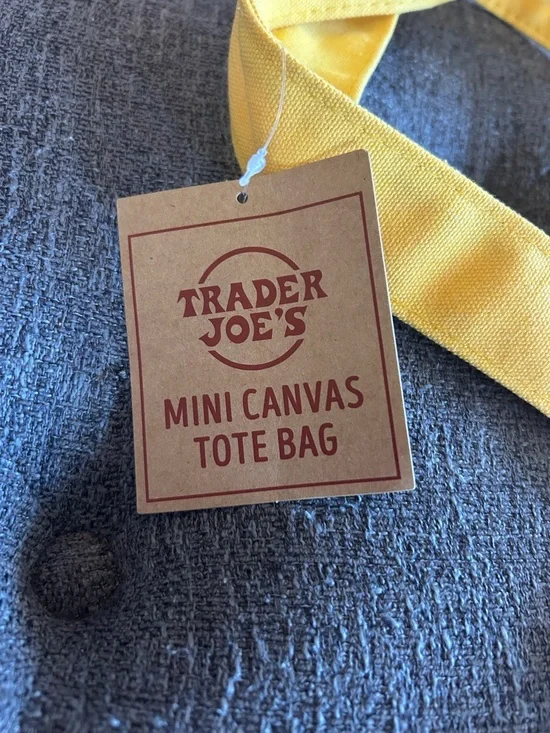 TRADER
JOE'S
MINI CANVAS
TOTE BAG